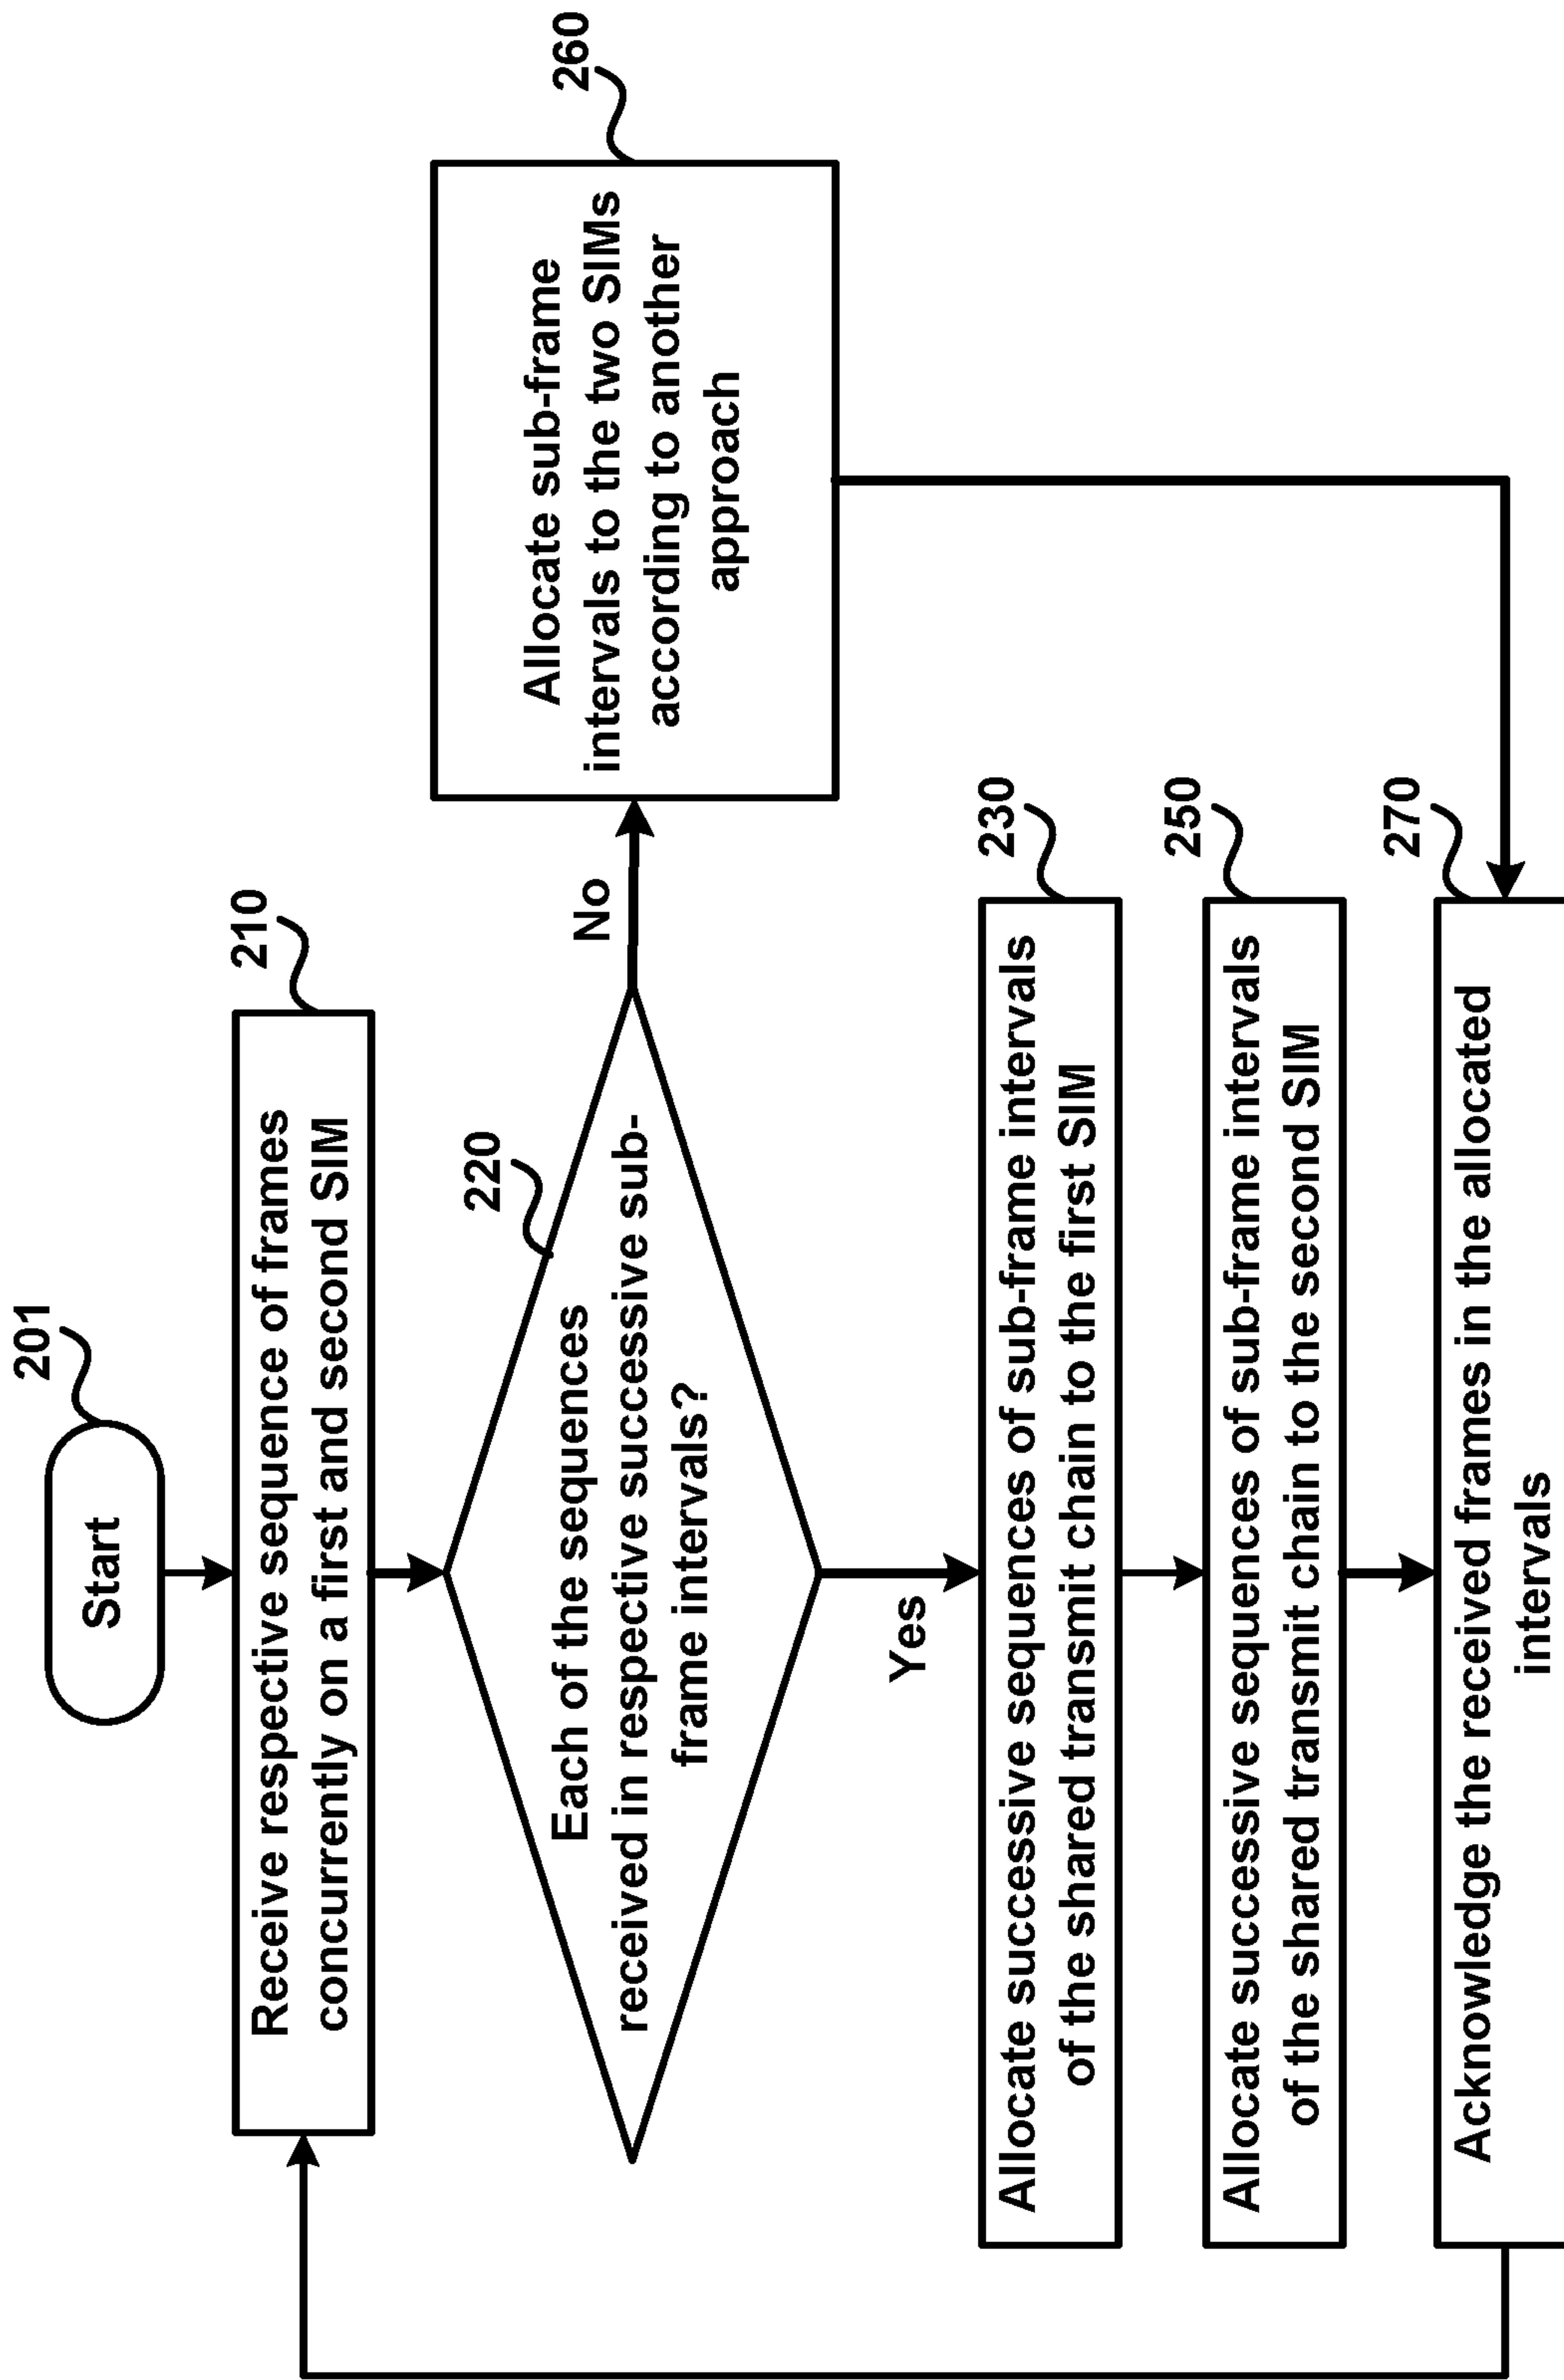 201
Start
210
Receive respective sequence of frames
concurrently on a first and second SIM
220
Each of the sequences
received in respective successive sub-
frame intervals?
No
260
Allocate sub-frame
intervals to the two SIMs
according to another
approach
Yes
230
Allocate successive sequences of sub-frame intervals
of the shared transmit chain to the first SIM
250
Allocate successive sequences of sub-frame intervals
of the shared transmit chain to the second SIM
270
Acknowledge the received frames in the allocated
intervals